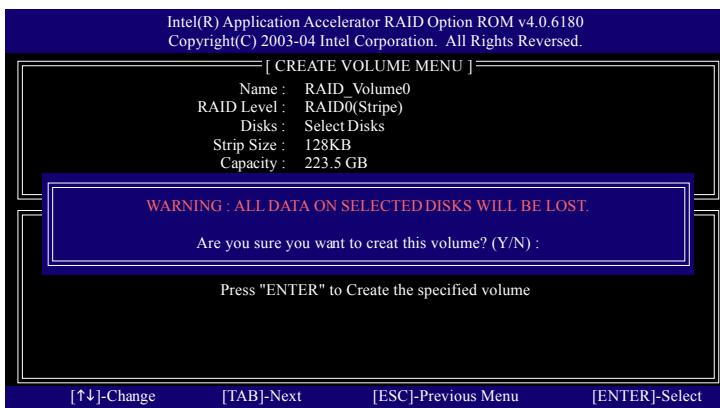 Intel(R) Application Accelerator RAID Option ROM v4.0.6180
Copyright(C) 2003-04 Intel Corporation. All Rights Reversed.
[ CREATE VOLUME MENU ]
Name : RAID_Volume0
RAID Level : RAID0(Stripe)
Disks : Select Disks
Strip Size : 128KB
Capacity : 223.5 GB
WARNING : ALL DATA ON SELECTED DISKS WILL BE LOST.
Are you sure you want to creat this volume? (Y/N) :
Press "ENTER" to Create the specified volume
[↑↓]-Change [TAB]-Next [ESC]-Previous Menu [ENTER]-Select